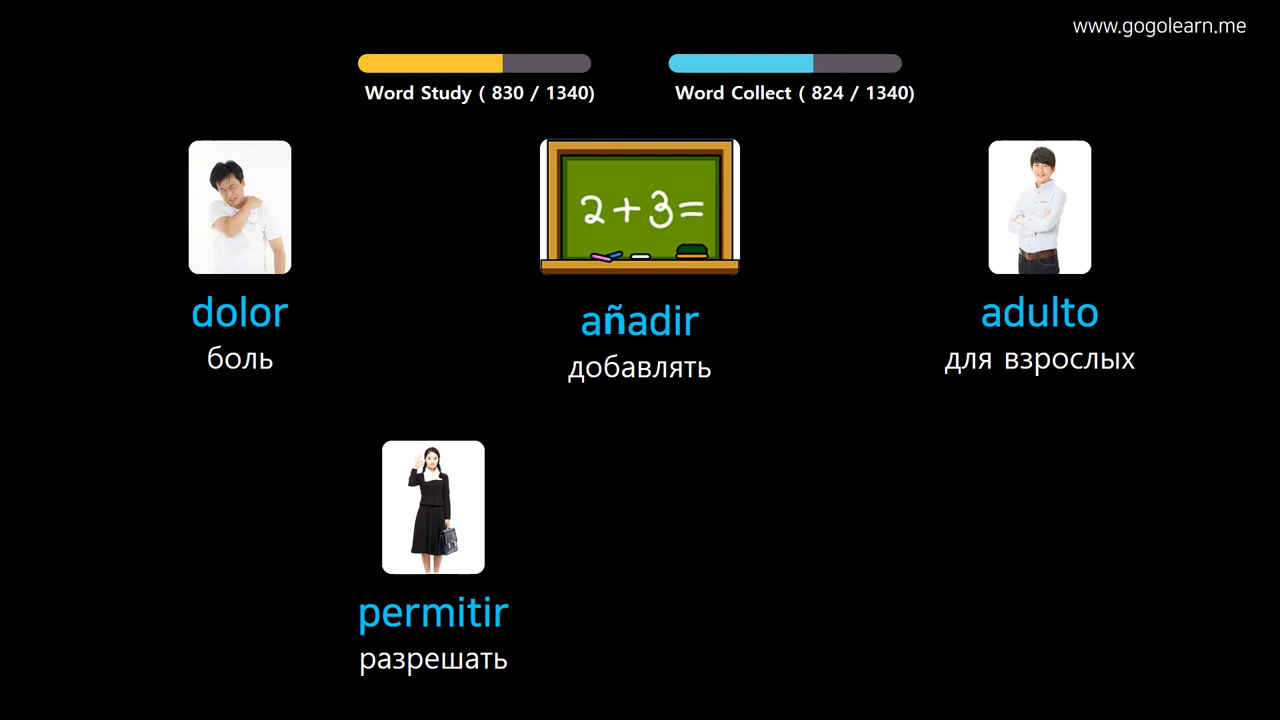 www.gogolearn.me
Word Study ( 830 / 1340)
Word Collect ( 824 / 1340)
2+3=
dolor
боль
añadir
добавлять
adulto
для взрослых
permitir
разрешать